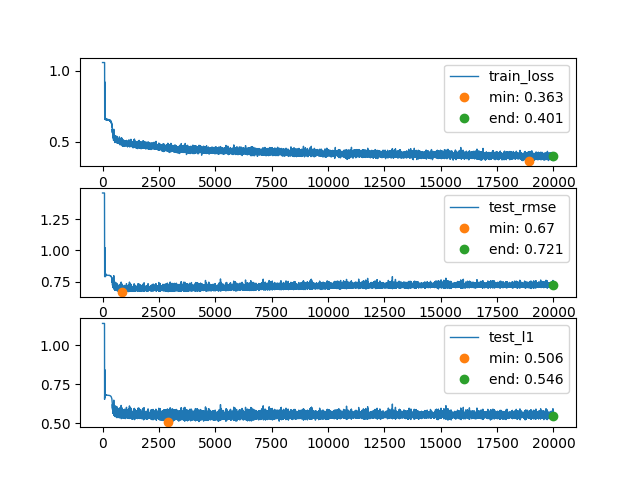 1.0
0.5
train_loss
min: 0.363
end: 0.401
0 2500 5000 7500 10000 12500 15000 17500 20000
1.25
1.00
0.75
test_rmse
min: 0.67
end: 0.721
0 2500 5000 7500 10000 12500 15000 17500 20000
1.00
0.75
0.50
test_l1
min: 0.506
end: 0.546
0 2500 5000 7500 10000 12500 15000 17500 20000